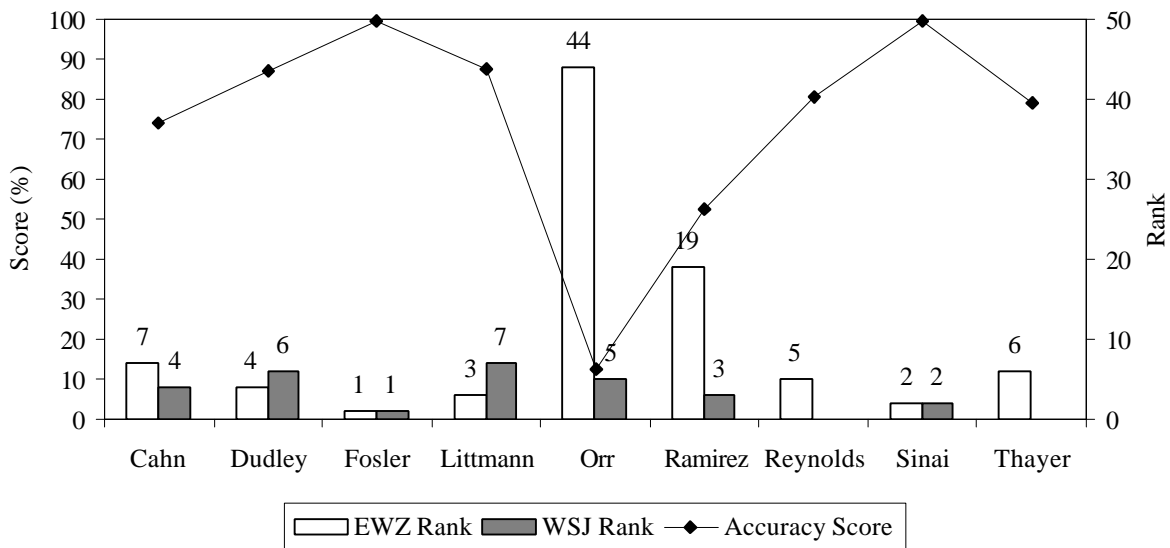 Score (%)
100
90
80
70
60
50
40
30
20
10
0
50
40
30
20
10
0
Rank
7
4
4
6
1
1
3
7
44
5
19
3
5
2
2
6
Cahn
Dudley
Fosler
Littmann
Orr
Ramirez
Reynolds
Sinai
Thayer
EWZ Rank
WSJ Rank
Accuracy Score